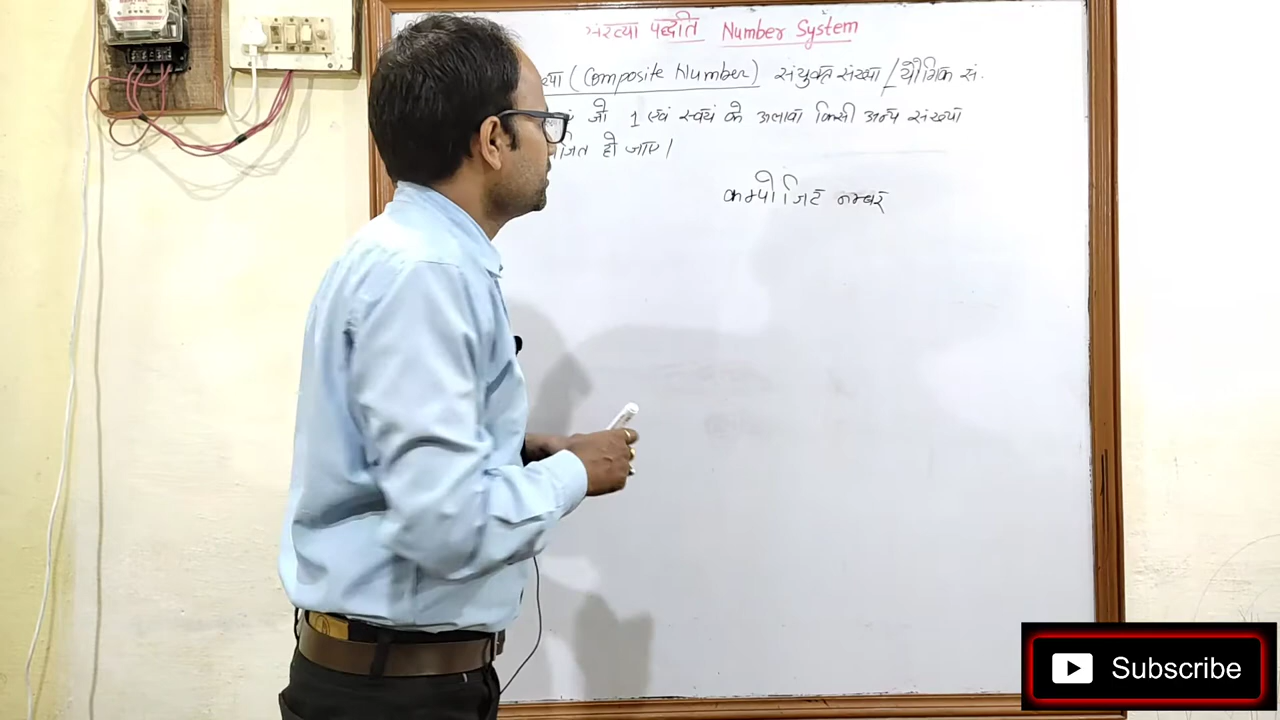 संख्या पद्धति Number System
ख्या ( Composite Number ) संयुक्त संख्या / यौगिक सं.
जो 1 एवं स्वयं के अलावा किसी अन्य संख्या
हो जाए।
कम्पोजिट नम्बर
Subscribe